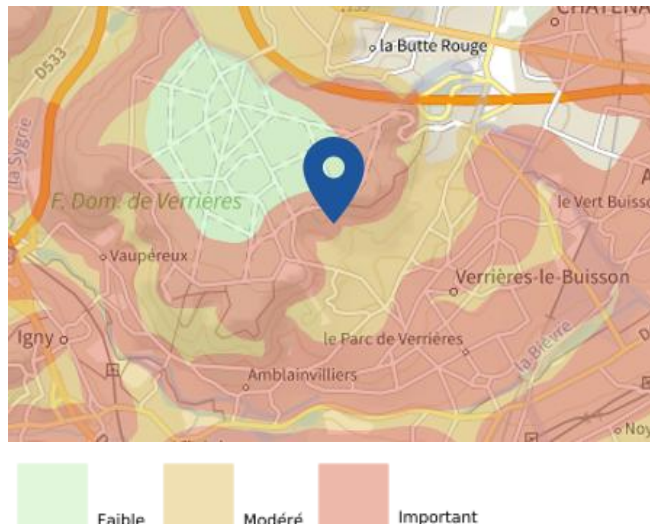 CHATENA
la Butte Rouge
D533
la Sygrie
F. Dom. de Verrières
A
le Vert Buisso
Vaupéreux
Verrières-le-Buisson
Igny
le Parc de Verrières
la Bièvre
D
Amblainvilliers
Noy
Faible
Modéré
Important